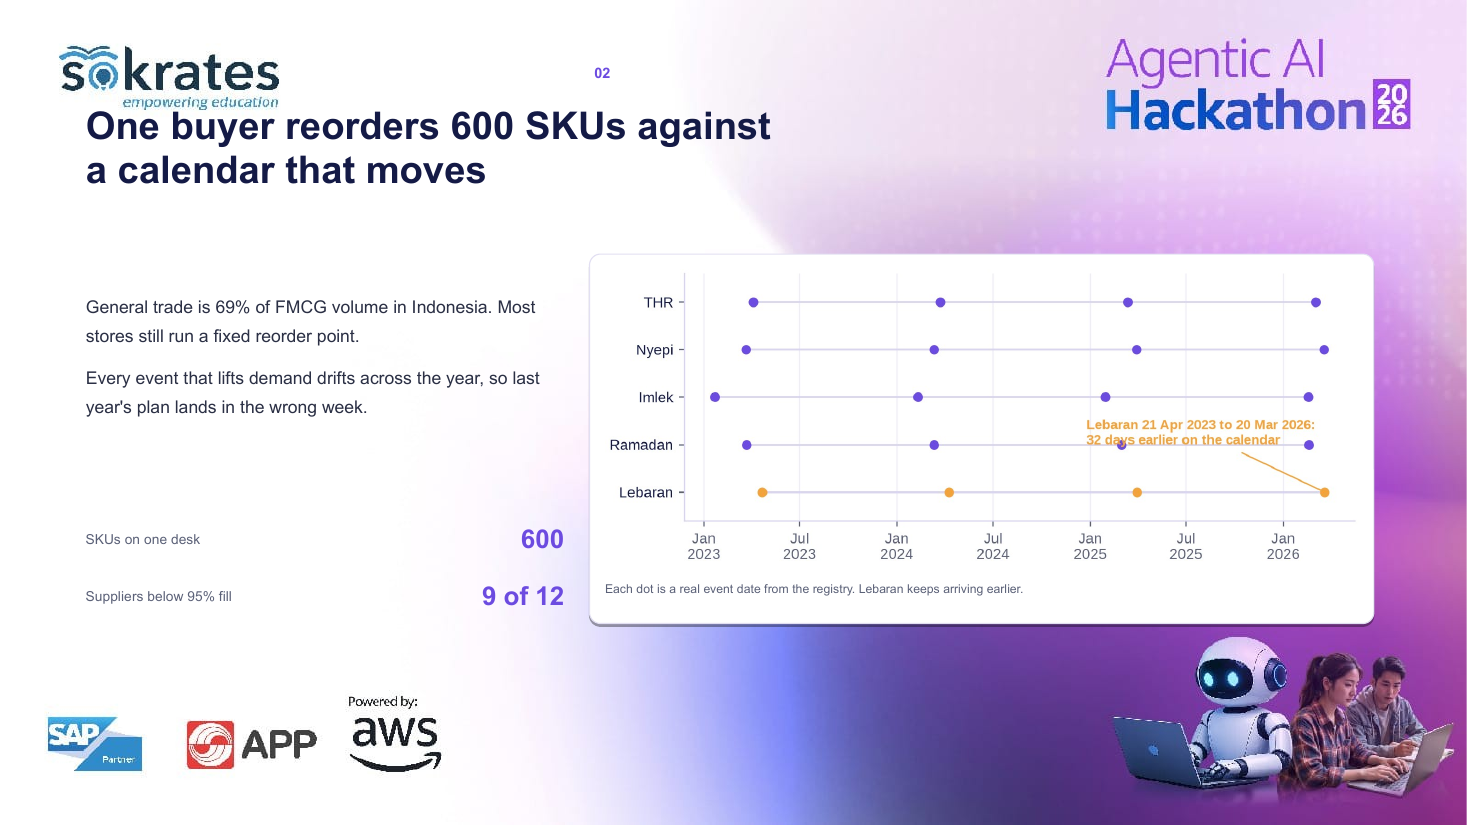 sokrates
empowering education
02
Agentic AI
Hackathon
20
26
One buyer reorders 600 SKUs against
a calendar that moves
General trade is 69% of FMCG volume in Indonesia. Most
stores still run a fixed reorder point.
Every event that lifts demand drifts across the year, so last
year's plan lands in the wrong week.
SKUs on one desk
600
Suppliers below 95% fill
9 of 12
THR
Nyepi
Imlek
Ramadan
Lebaran
Lebaran 21 Apr 2023 to 20 Mar 2026:
32 days earlier on the calendar
Jan
2023
Jul
2023
Jan
2024
Jul
2024
Jan
2025
Jul
2025
Jan
2026
Each dot is a real event date from the registry. Lebaran keeps arriving earlier.
SAP
Partner
APP
Powered by:
aws